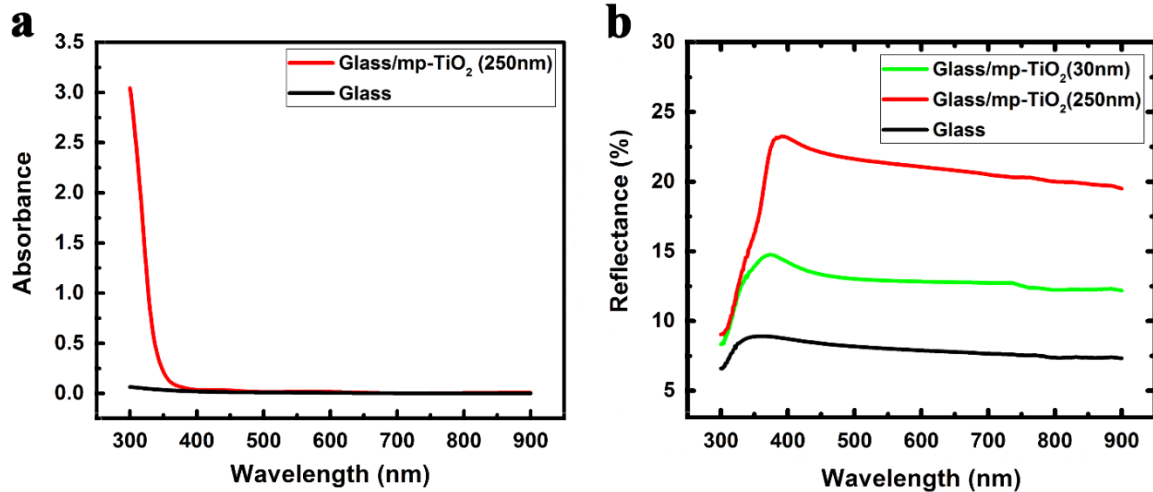 a
3.5
3.0
2.5
2.0
1.5
1.0
0.5
0.0
Absorbance
Glass/mp-TiO₂ (250nm)
Glass
300 400 500 600 700 800 900
Wavelength (nm)
b
30
25
20
15
10
5
Reflectance (%)
Glass/mp-TiO₂(30nm)
Glass/mp-TiO₂(250nm)
Glass
300 400 500 600 700 800 900
Wavelength (nm)